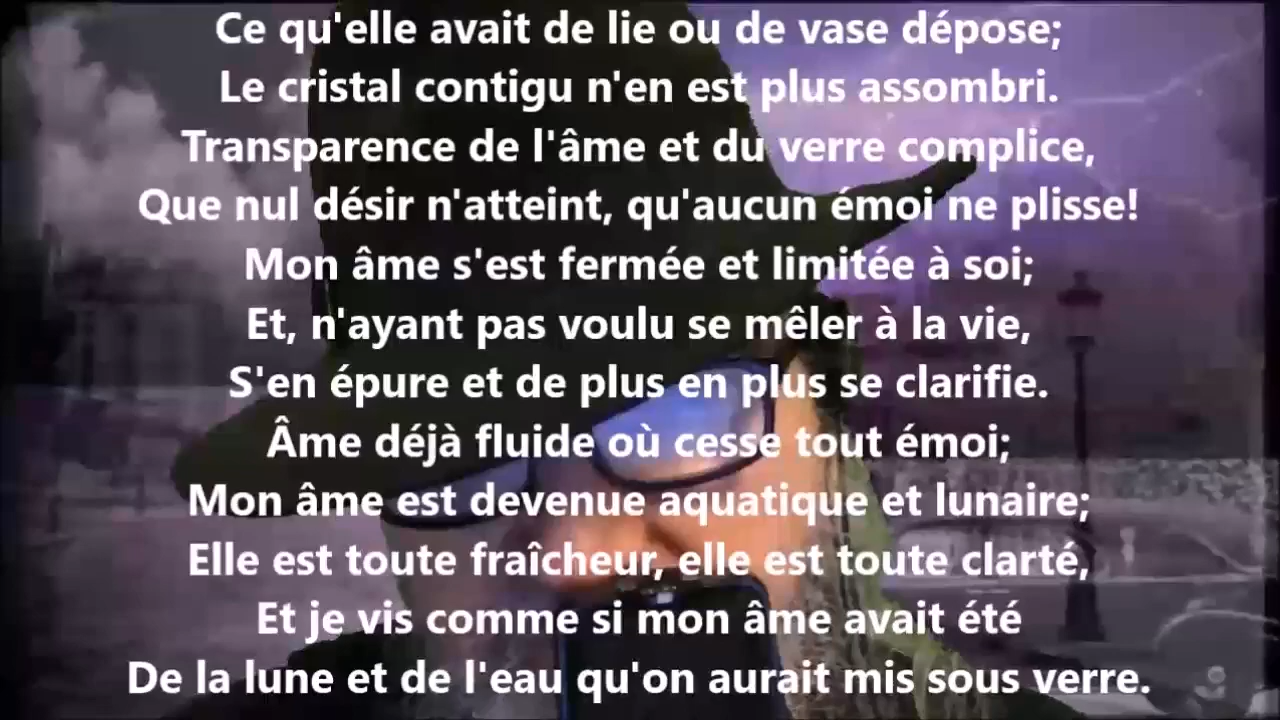 Ce qu'elle avait de lie ou de vase dépose;
Le cristal contigu n'en est plus assombri.
Transparence de l'âme et du verre complice,
Que nul désir n'atteint, qu'aucun émoi ne plisse!
Mon âme s'est fermée et limitée à soi;
Et, n'ayant pas voulu se mêler à la vie,
S'en épure et de plus en plus se clarifie.
Âme déjà fluide où cesse tout émoi;
Mon âme est devenue aquatique et lunaire;
Elle est toute fraîcheur, elle est toute clarté,
Et je vis comme si mon âme avait été
De la lune et de l'eau qu'on aurait mis sous verre.